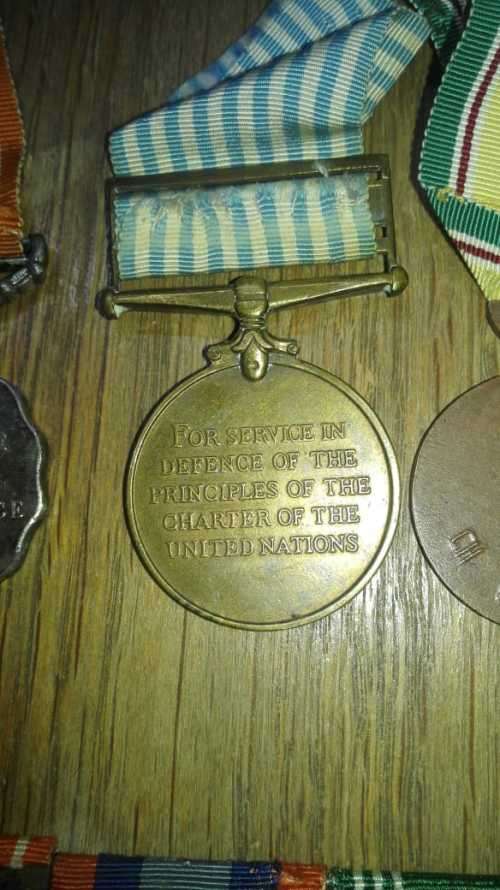 FOR SERVICE IN
DEFENCE OF THE
PRINCIPLES OF THE
CHARTER OF THE
UNITED NATIONS